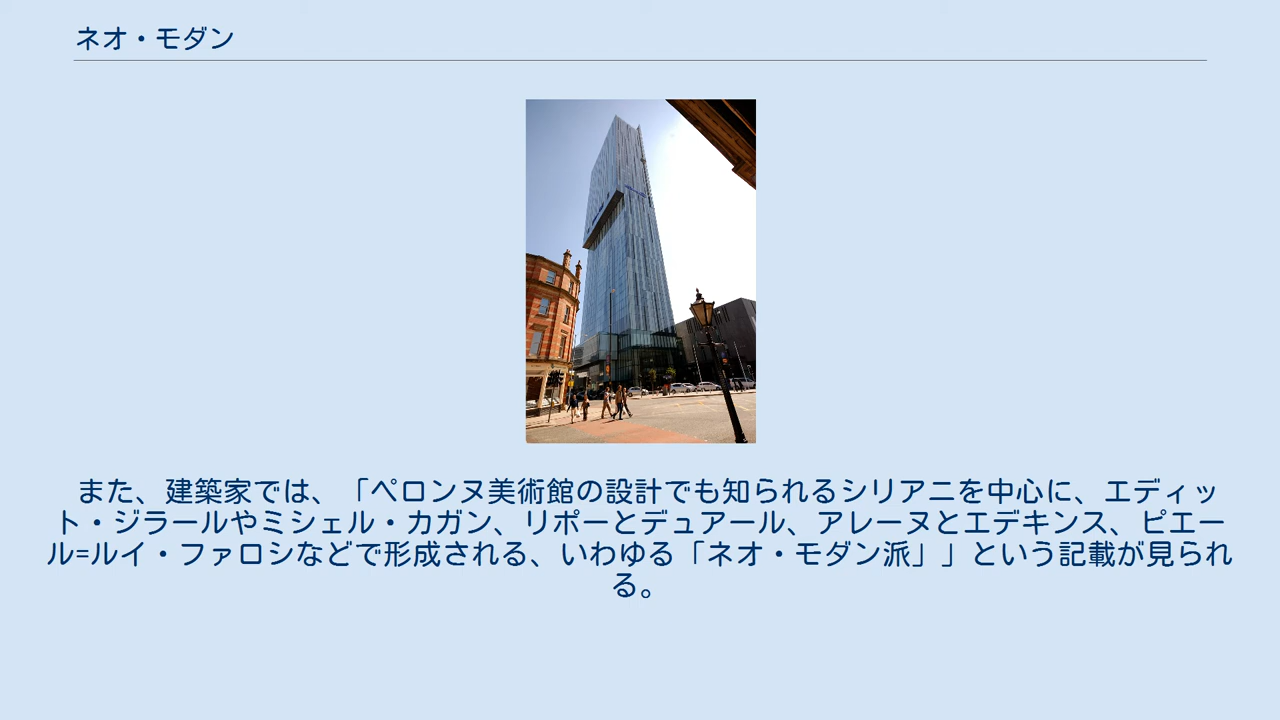 ネオ・モダン
また、建築家では、「ペロンヌ美術館の設計でも知られるシリアニを中心に、エディッ
ト・ジラールやミシェル・カガン、リポーとデュアール、アレーヌとエデキンス、ピエー
ル=ルイ・ファロシなどで形成される、いわゆる「ネオ・モダン派」」という記載が見られ
る。